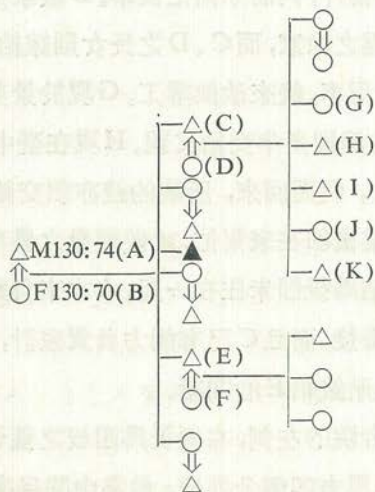 (G)
(C)
(H)
(D)
(I)
(J)
M130:74(A)
(K)
F130:70(B)
(E)
(F)